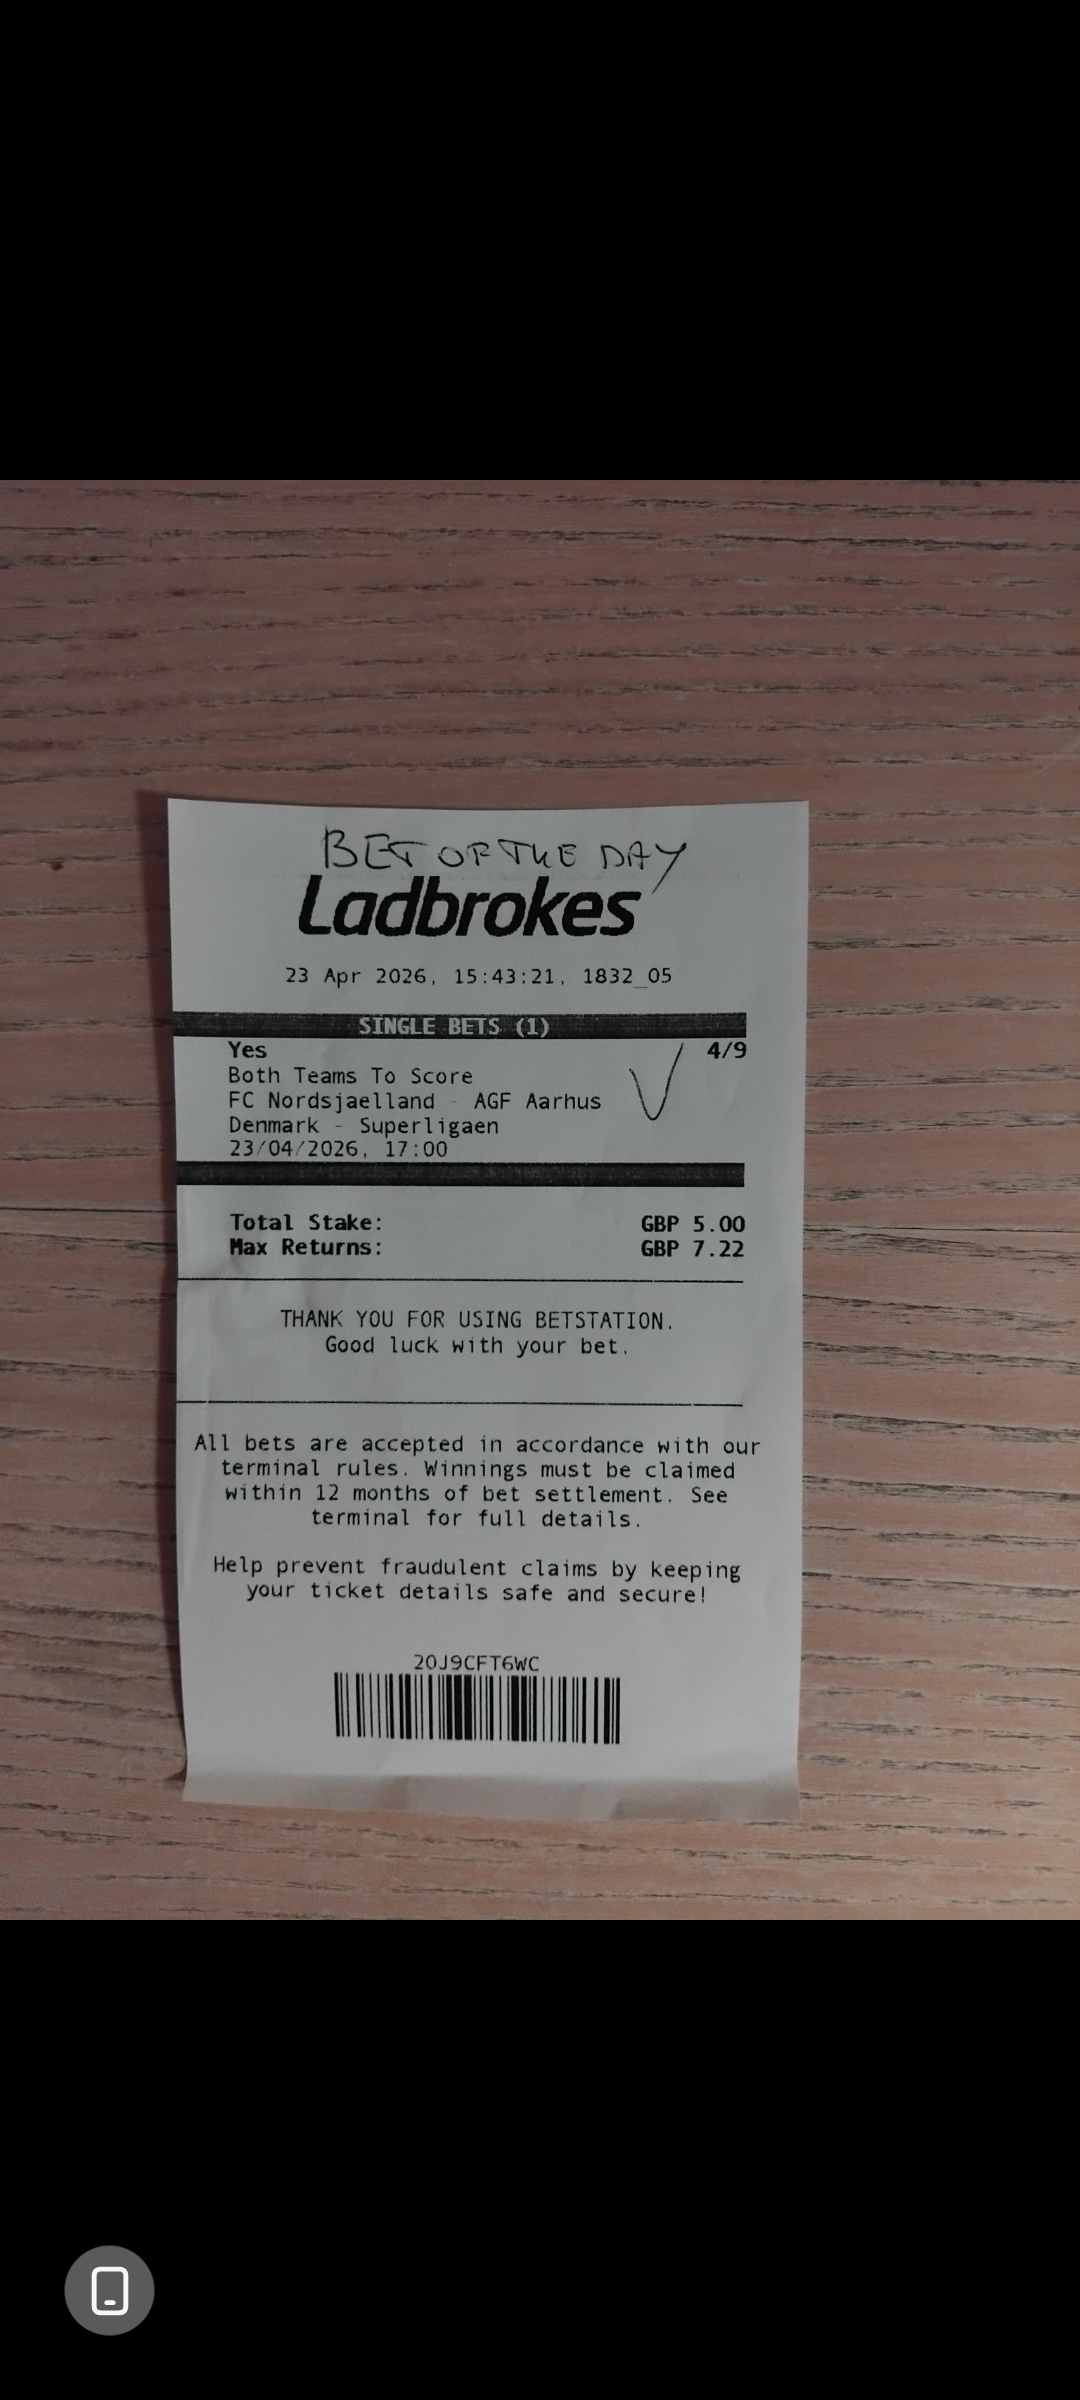 BET OF THE DAY
Ladbrokes
23 Apr 2026, 15:43:21, 1832_05
SINGLE BETS (1)
Yes 4/9
Both Teams To Score
FC Nordsjaelland - AGF Aarhus
Denmark - Superligaen
23/04/2026, 17:00
Total Stake: GBP 5.00
Max Returns: GBP 7.22
THANK YOU FOR USING BETSTATION.
Good luck with your bet.
All bets are accepted in accordance with our
terminal rules. Winnings must be claimed
within 12 months of bet settlement. See
terminal for full details.
Help prevent fraudulent claims by keeping
your ticket details safe and secure!
20J9CFT6WC